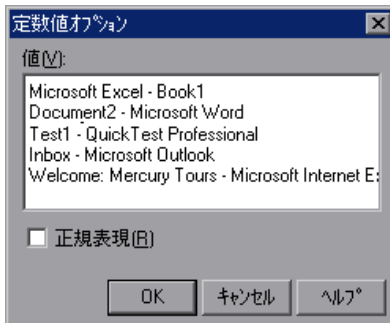 定数値ｵﾌﾟｼｮﾝ
値(V):
Microsoft Excel - Book1
Document2 - Microsoft Word
Test1 - QuickTest Professional
Inbox - Microsoft Outlook
Welcome: Mercury Tours - Microsoft Internet E
正規表現(R)
OK ｷｬﾝｾﾙ ﾍﾙﾌﾟ